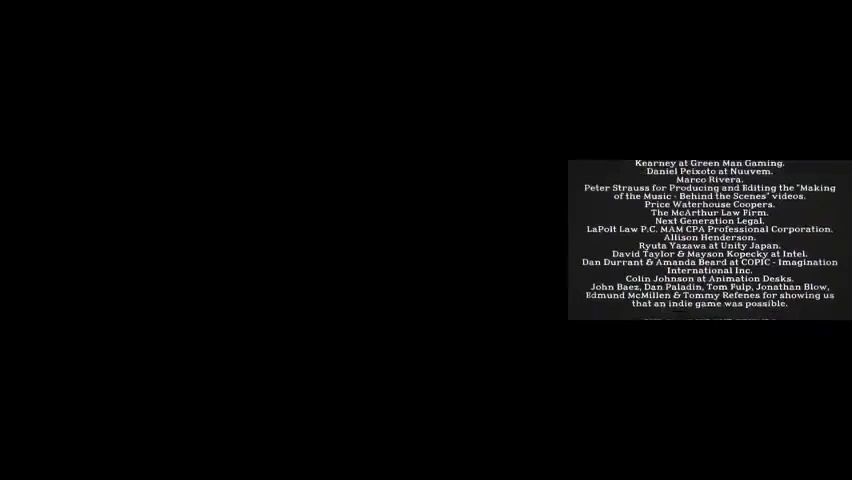 Kearney at Green Man Gaming.
Daniel Peixoto at Nuuvem.
Marco Rivera.
Peter Strauss for Producing and Editing the "Making
of the Music - Behind the Scenes" videos.
Price Waterhouse Coopers.
The McArthur Law Firm.
Next Generation Legal.
LaPolt Law P.C. MAM CPA Professional Corporation.
Allison Henderson.
Ryuta Yazawa at Unity Japan.
David Taylor & Mayson Kopecky at Intel.
Dan Durrant & Amanda Beard at COPIC - Imagination
International Inc.
Colin Johnson at Animation Desks.
John Baez, Dan Paladin, Tom Fulp, Jonathan Blow,
Edmund McMillen & Tommy Refenes for showing us
that an indie game was possible.